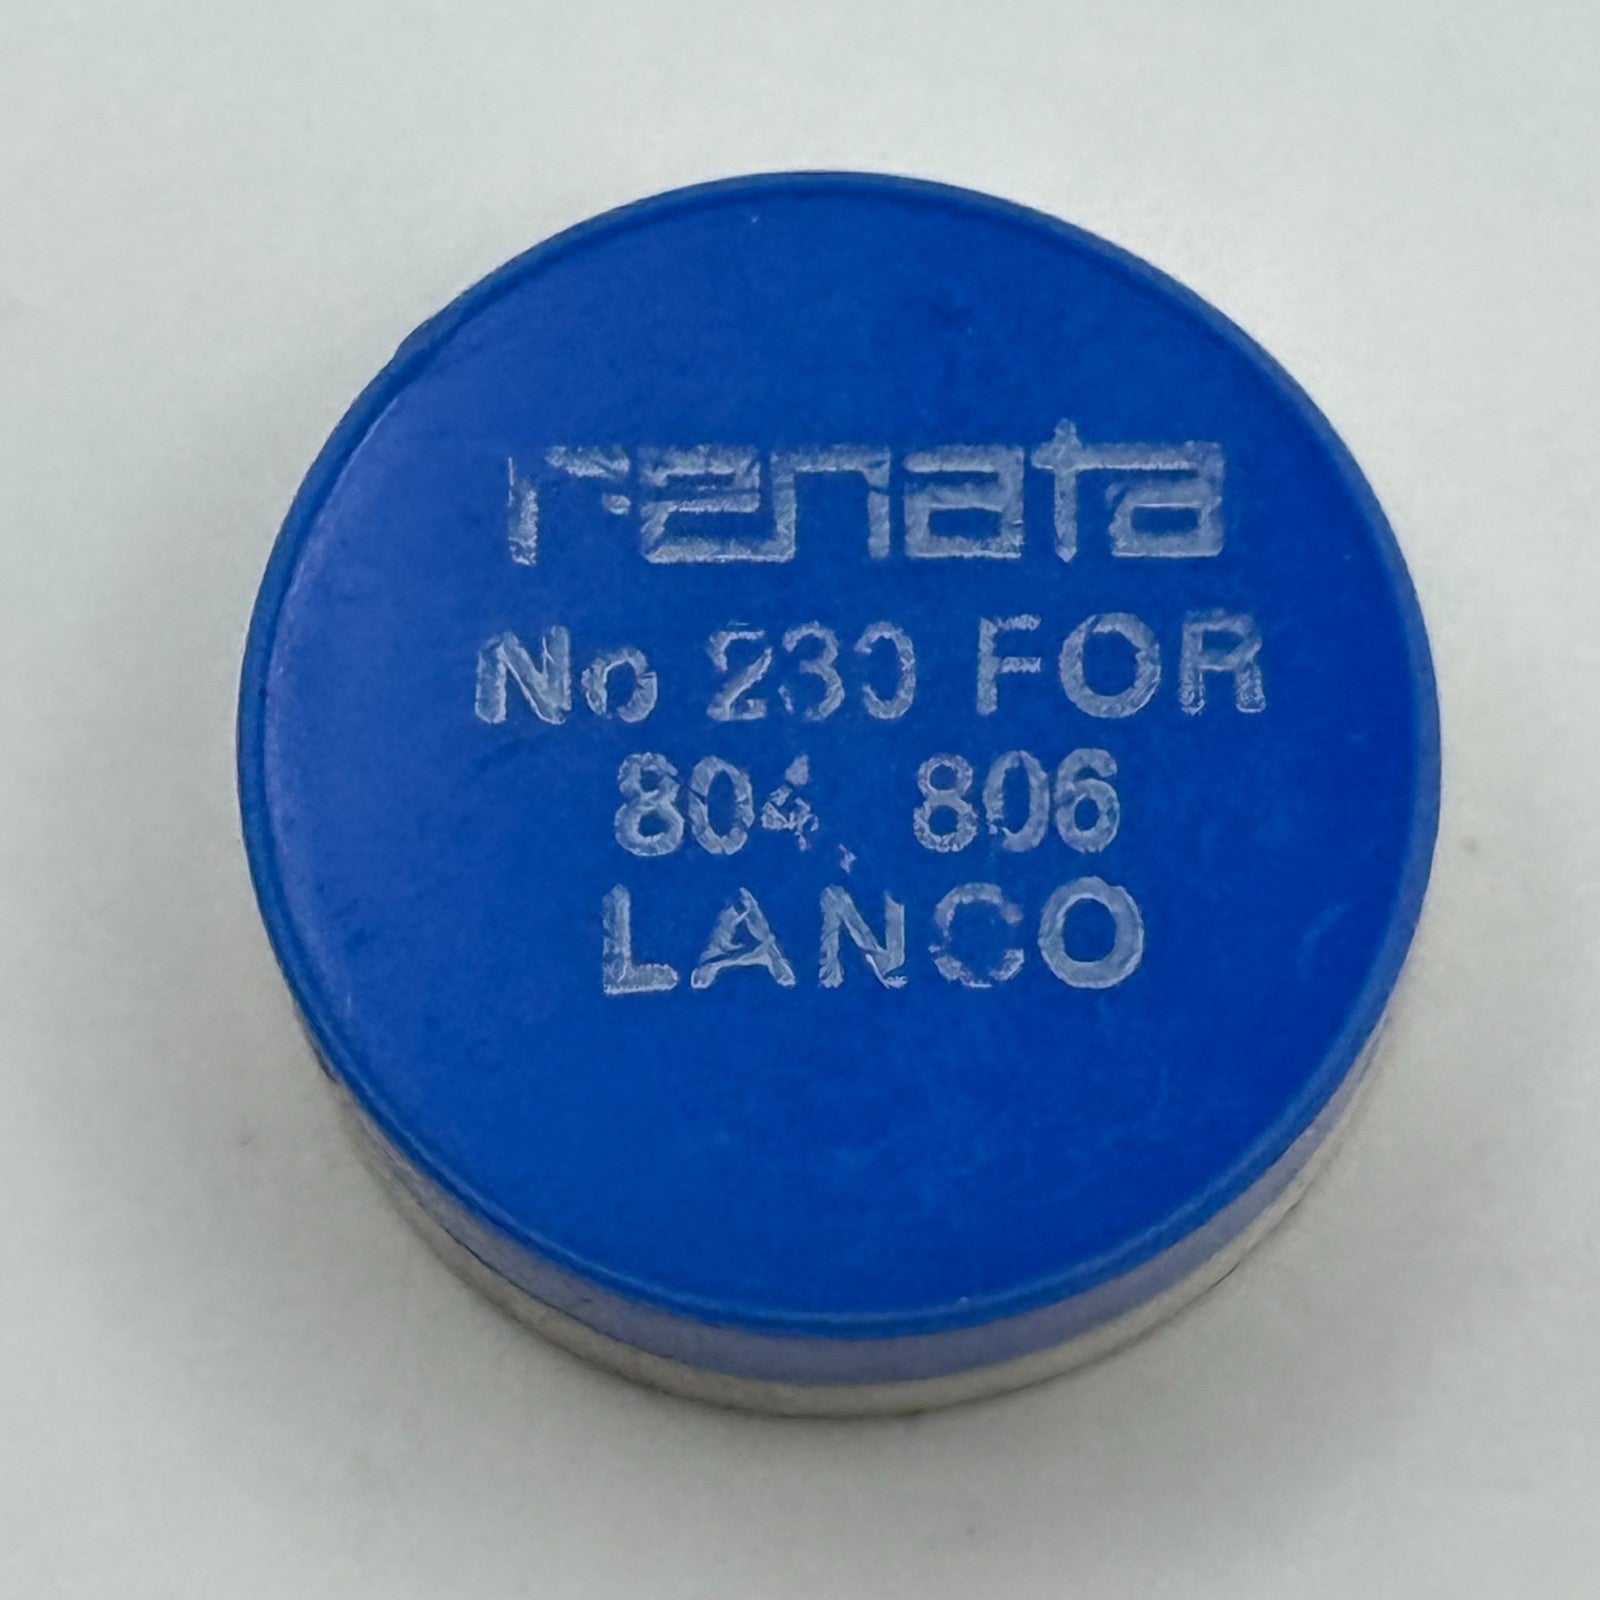 renata
No 230 FOR
804, 806
LANCO